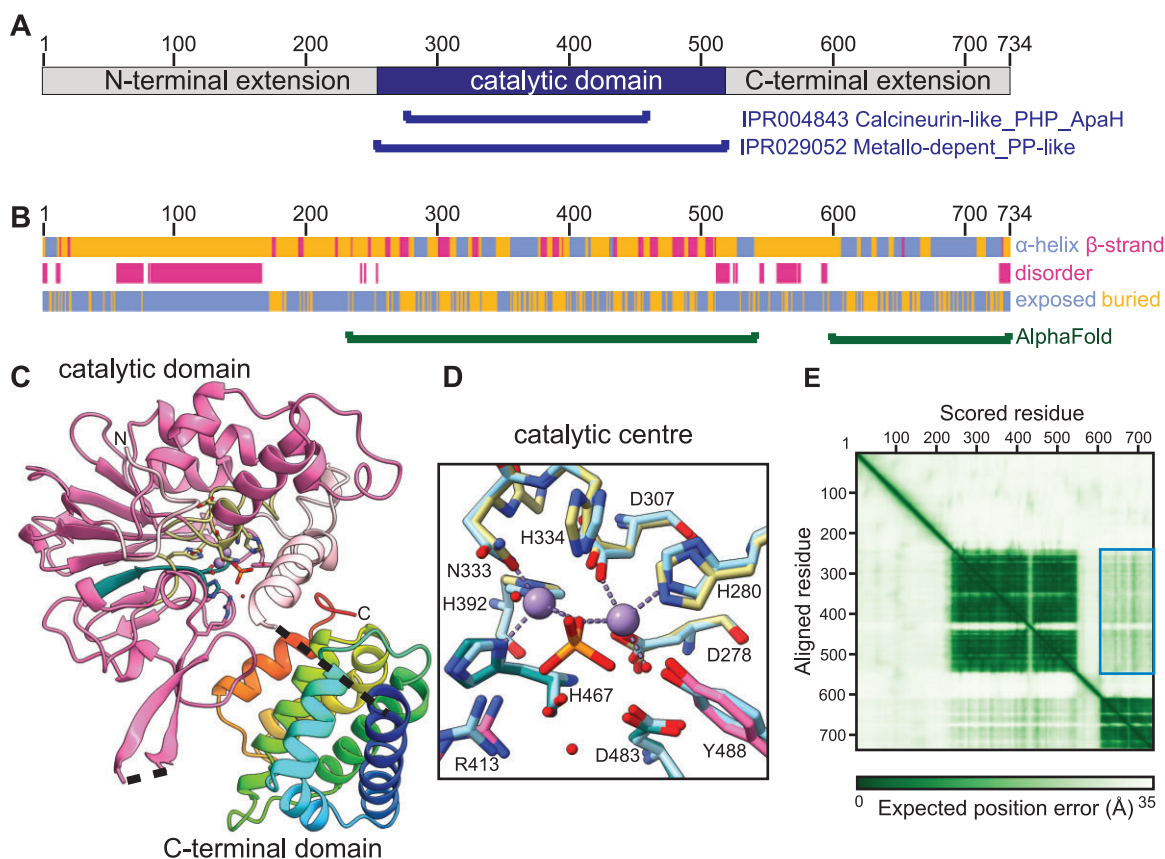 A
1 100 200 300 400 500 600 700 734
N-terminal extension catalytic domain C-terminal extension
IPR004843 Calcineurin-like_PHP_ApaH
IPR029052 Metallo-depent_PP-like
B
1 100 200 300 400 500 600 700 734
α-helix β-strand
disorder
exposed buried
AlphaFold
C
catalytic domain
N
C
C-terminal domain
D
catalytic centre
D307
H334
N333
H392
H280
D278
H467
R413
D483
Y488
E
Scored residue
1 100 200 300 400 500 600 700
Aligned residue
100
200
300
400
500
600
700
0 Expected position error (Å) 35